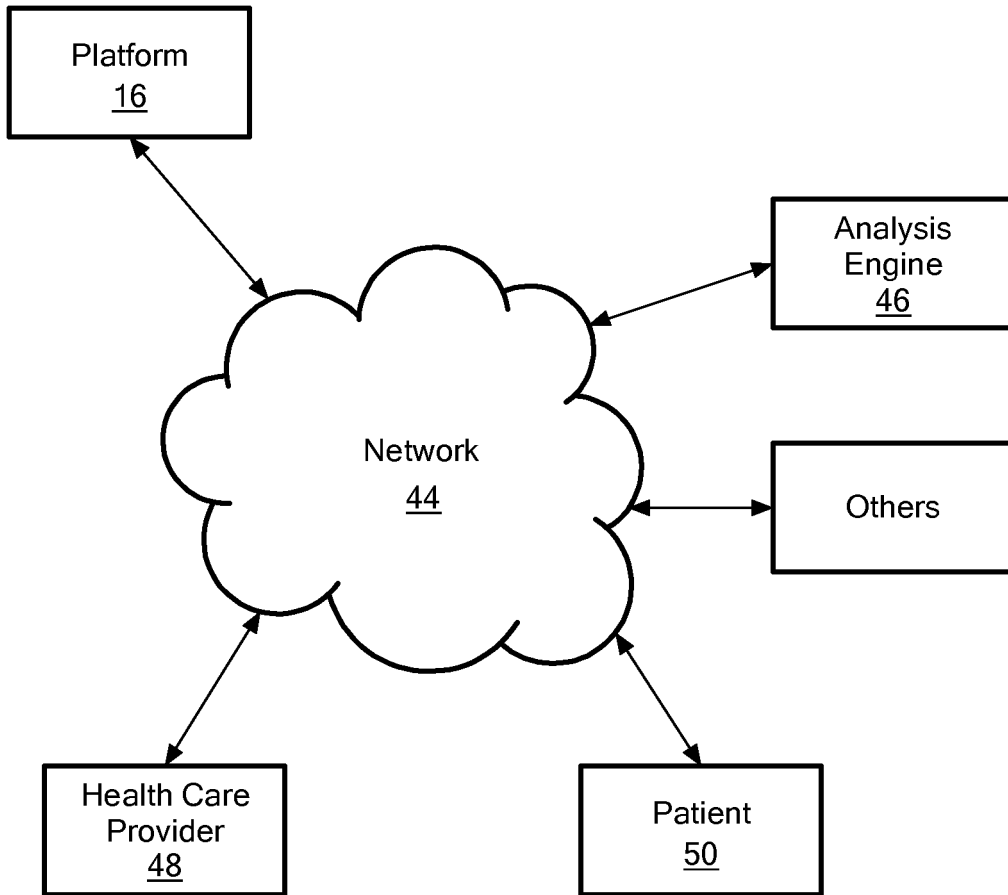 Platform
16
Analysis
Engine
46
Network
44
Others
Health Care
Provider
48
Patient
50